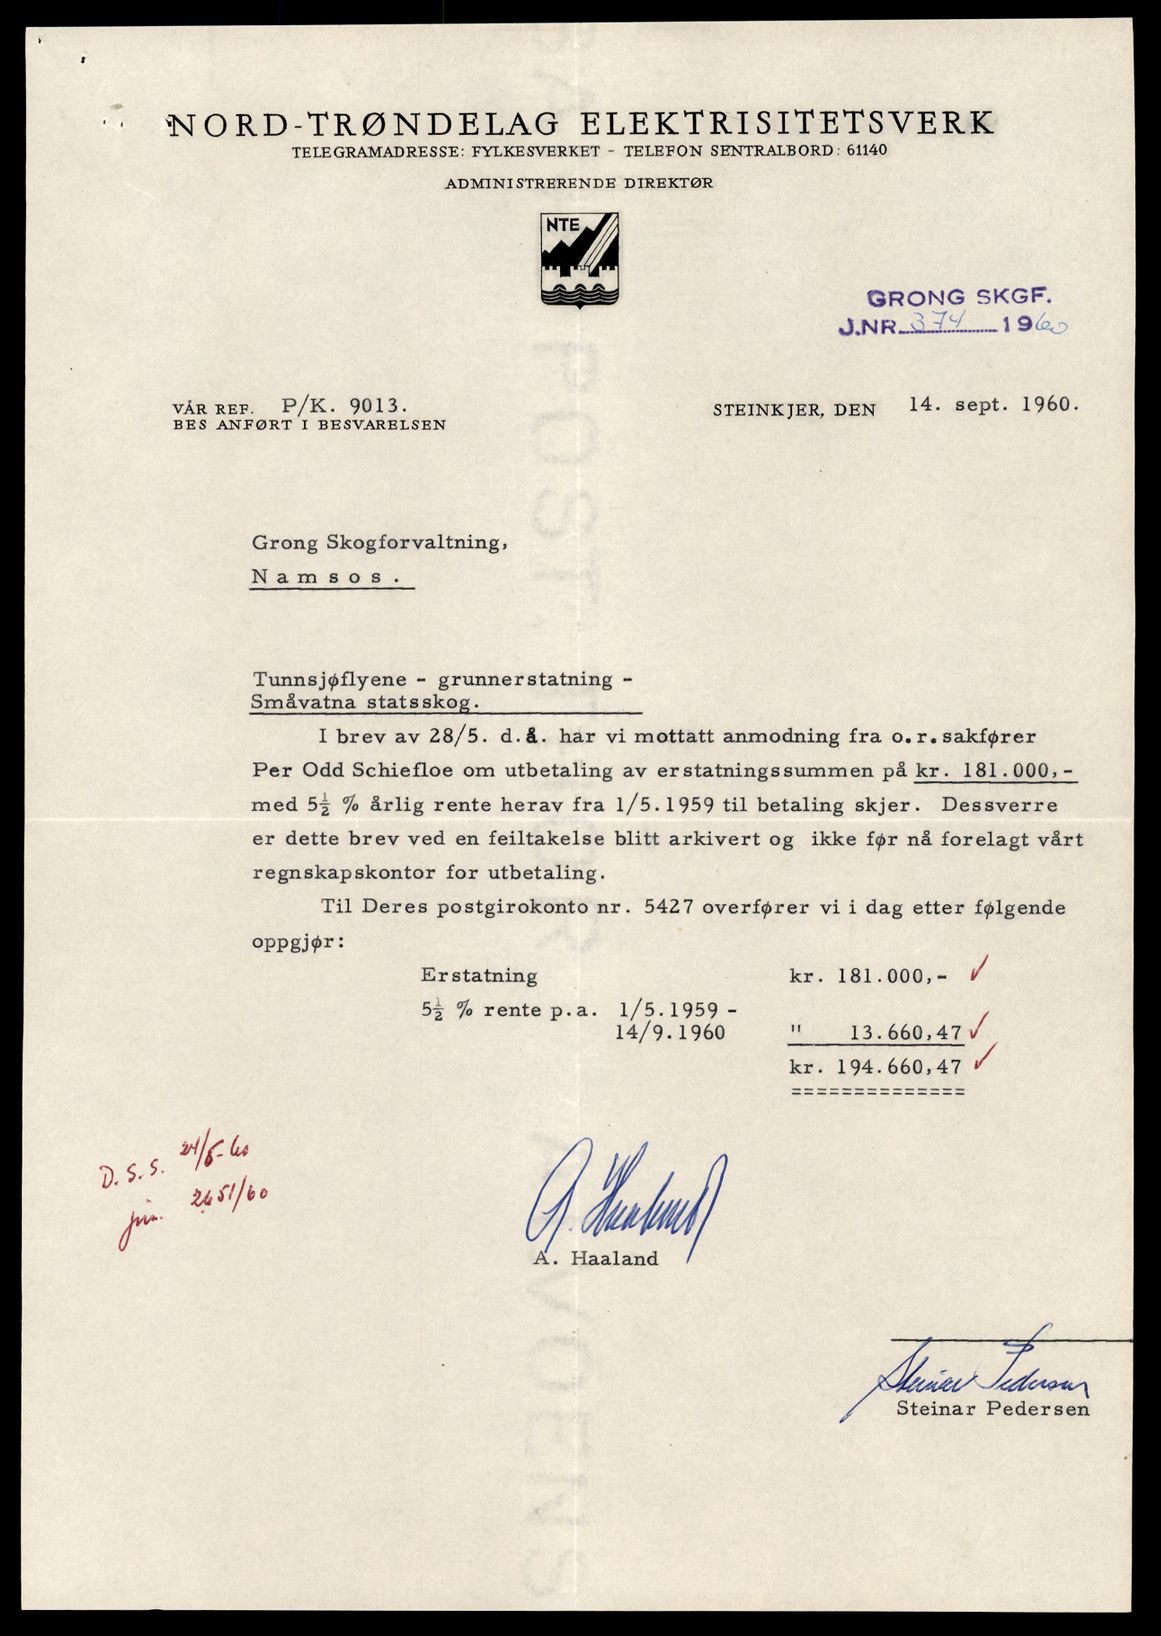 NORD-TRØNDELAG ELEKTRISITETSVERK
TELEGRAMADRESSE: FYLKESVERKET - TELEFON SENTRALBORD: 61140
ADMINISTRERENDE DIREKTØR
NTE
GRONG SKGF.
J.NR. 374 1960
VÅR REF. P/K. 9013.
BES ANFØRT I BESVARELSEN
STEINKJER, DEN 14. sept. 1960.
Grong Skogforvaltning,
Namsos.
Tunnsjøflyene - grunnerstatning -
Småvatna statsskog.
I brev av 28/5. d.å. har vi mottatt anmodning fra o.r.sakfører
Per Odd Schiefloe om utbetaling av erstatningssummen på kr. 181.000,-
med 5½ % årlig rente herav fra 1/5.1959 til betaling skjer. Dessverre
er dette brev ved en feiltakelse blitt arkivert og ikke før nå forelagt vårt
regnskapskontor for utbetaling.
Til Deres postgirokonto nr. 5427 overfører vi i dag etter følgende
oppgjør:
Erstatning kr. 181.000,- ✓
5½ % rente p.a. 1/5.1959 -
14/9.1960 " 13.660,47 ✓
kr. 194.660,47 ✓
==============
D.S.S. 24/5-60
jnr. 2651/60
A. Haaland
A. Haaland
Steinar Pedersen
Steinar Pedersen